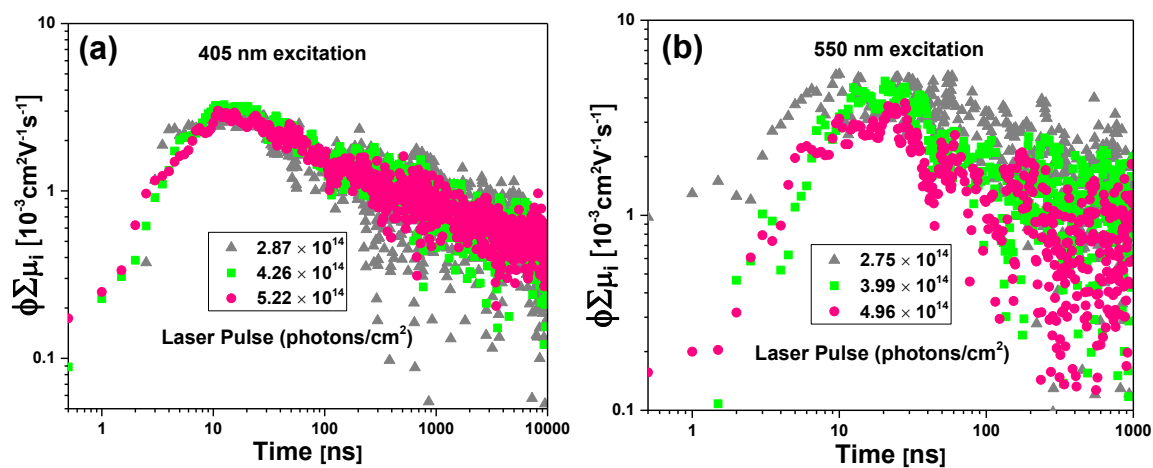 (a)
405 nm excitation
10
1
0.1
ϕΣμᵢ [10⁻³cm²V⁻¹s⁻¹]
2.87 × 10¹⁴
4.26 × 10¹⁴
5.22 × 10¹⁴
Laser Pulse (photons/cm²)
1 10 100 1000 10000
Time [ns]
(b)
550 nm excitation
10
1
0.1
ϕΣμᵢ [10⁻³cm²V⁻¹s⁻¹]
2.75 × 10¹⁴
3.99 × 10¹⁴
4.96 × 10¹⁴
Laser Pulse (photons/cm²)
1 10 100 1000
Time [ns]